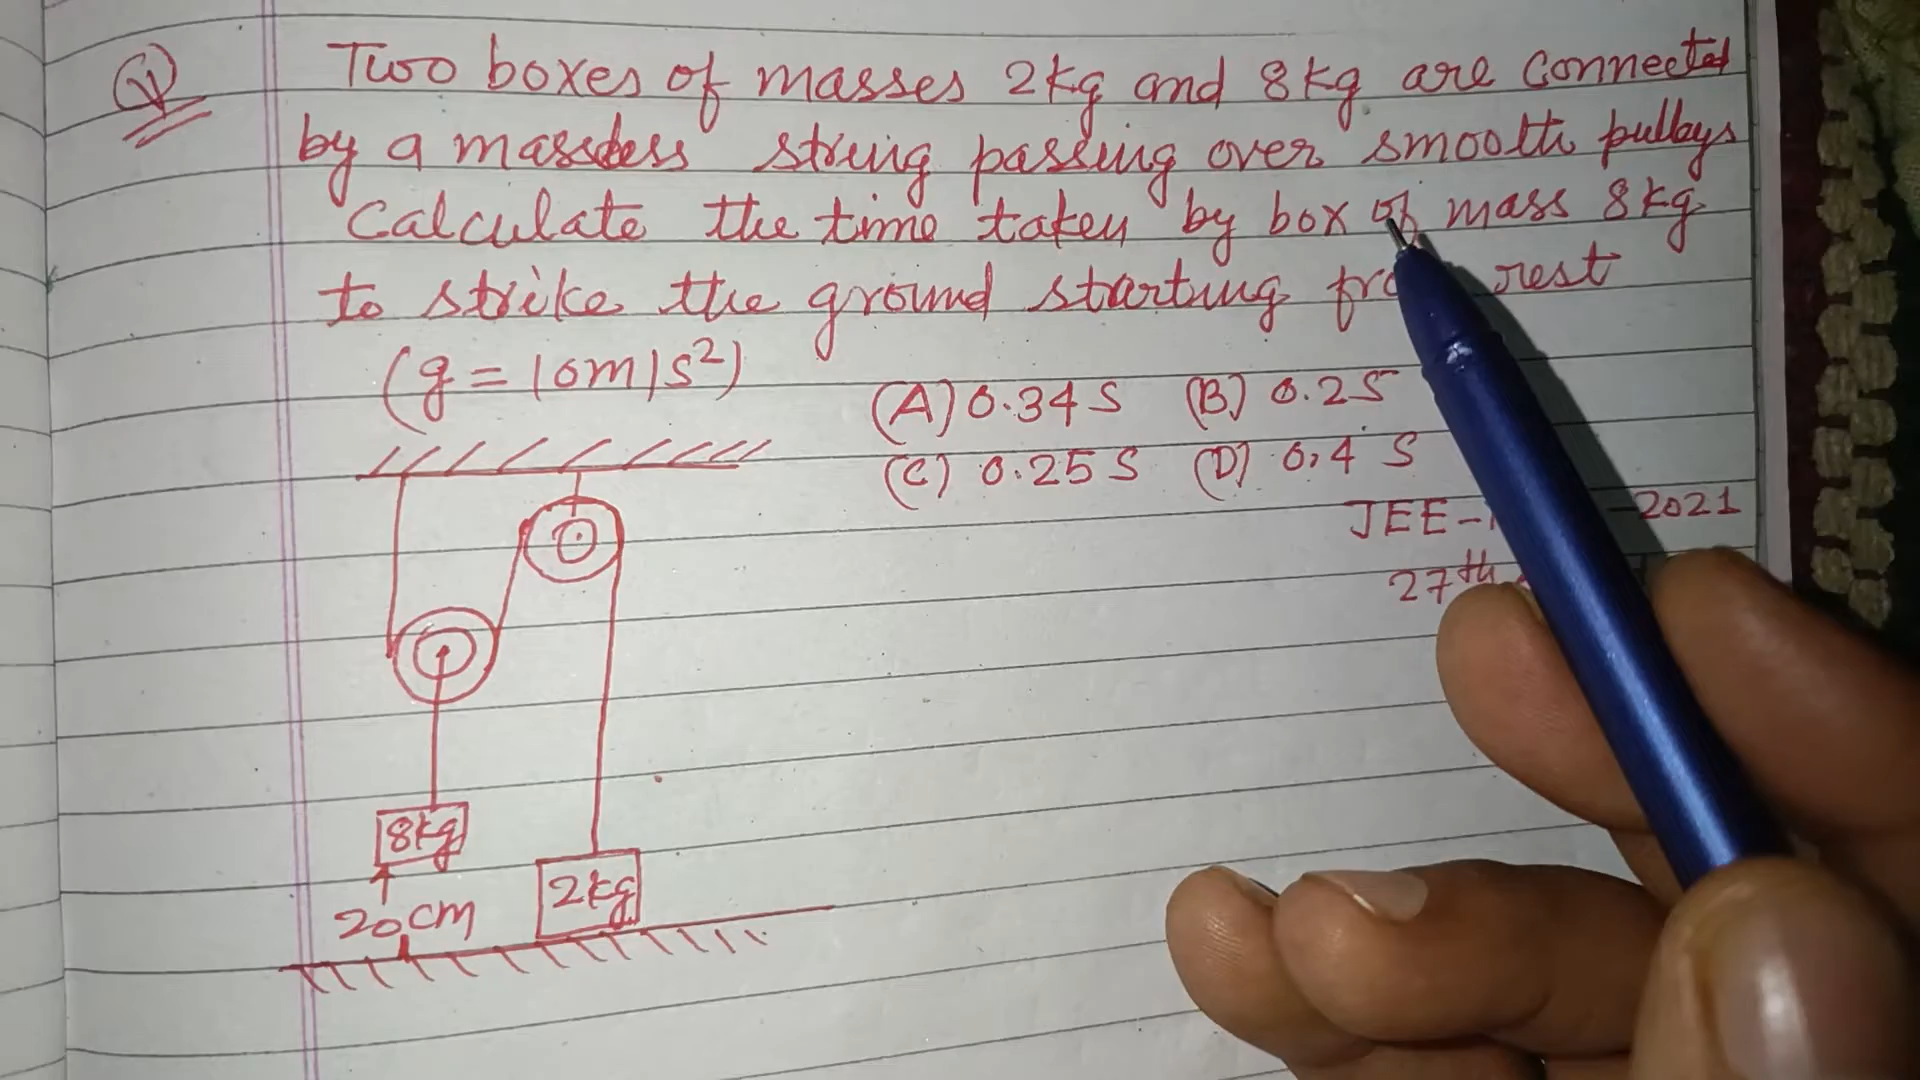 Q1
Two boxes of masses 2kg and 8kg are connected
by a massless string passing over smooth pulleys
Calculate the time taken by box of mass 8kg
to strike the ground starting rest
(g = 10m/s²)
(A) 0.34 S (B) 0.2S
(C) 0.25 S (D) 0.4 S
JEE- 2021
27th
8kg
2kg
20cm